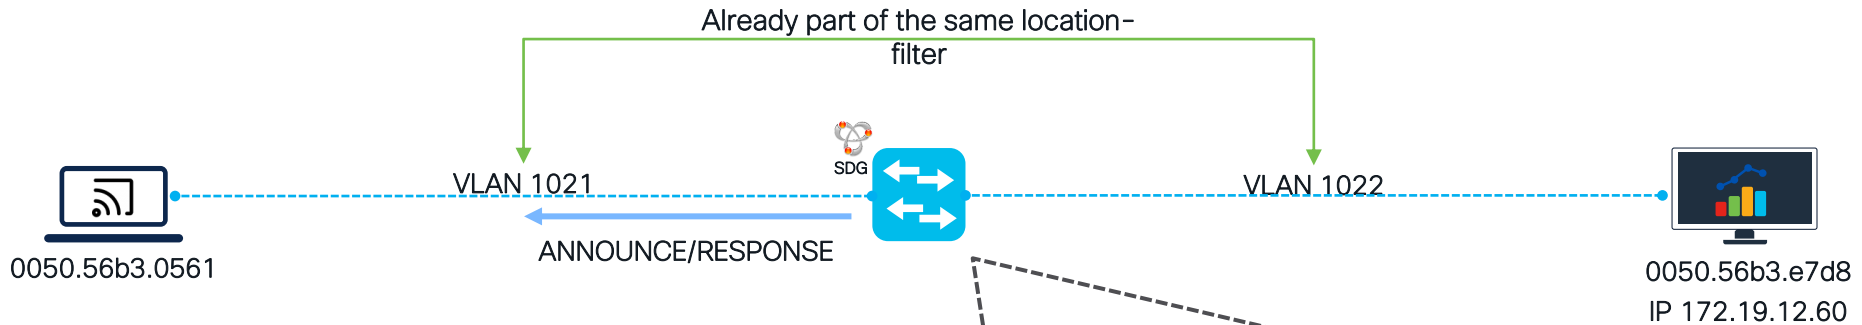 Already part of the same location-
filter
SDG
VLAN 1021
VLAN 1022
ANNOUNCE/RESPONSE
0050.56b3.0561
0050.56b3.e7d8
IP 172.19.12.60